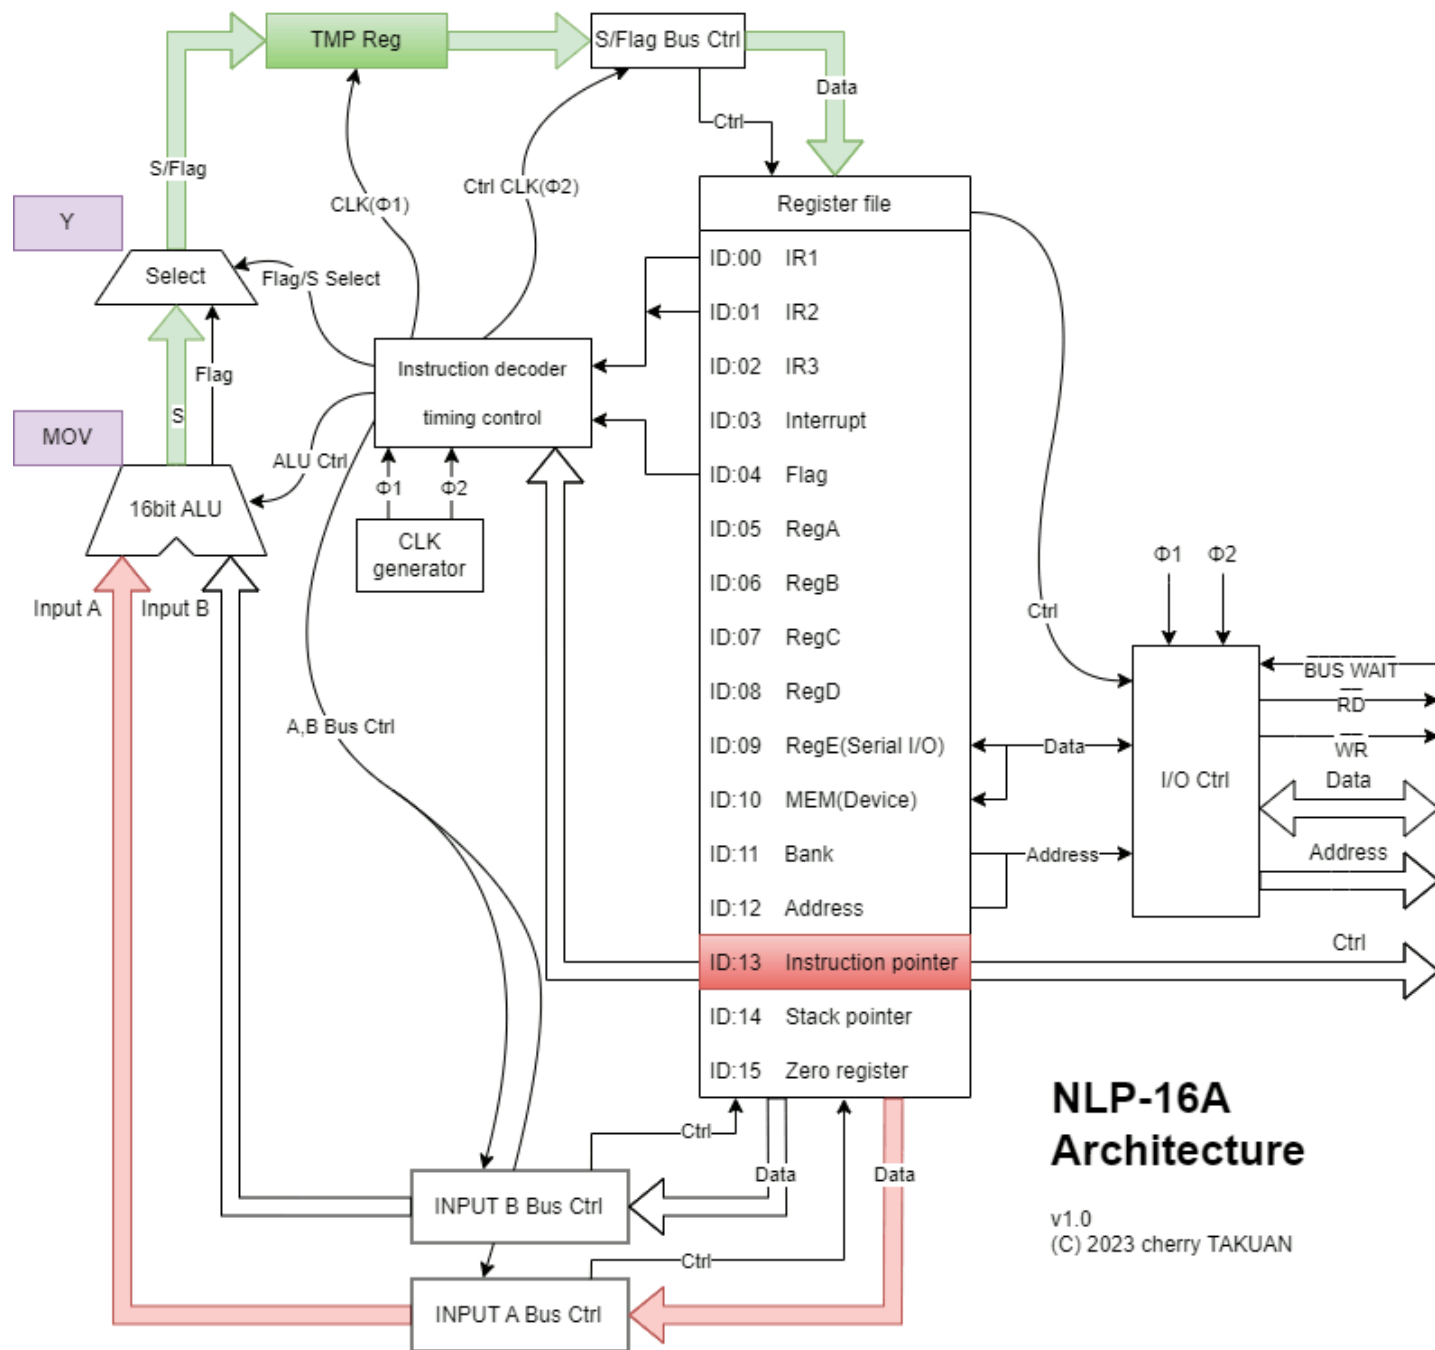 TMP Reg
S/Flag Bus Ctrl
Data
Ctrl
S/Flag
CLK(Φ1)
Ctrl CLK(Φ2)
Y
Select
Flag/S Select
Flag
S
MOV
16bit ALU
ALU Ctrl
Input A
Input B
Instruction decoder
timing control
Φ1
Φ2
CLK
generator
A,B Bus Ctrl
Register file
ID:00 IR1
ID:01 IR2
ID:02 IR3
ID:03 Interrupt
ID:04 Flag
ID:05 RegA
ID:06 RegB
ID:07 RegC
ID:08 RegD
ID:09 RegE(Serial I/O)
ID:10 MEM(Device)
ID:11 Bank
ID:12 Address
ID:13 Instruction pointer
ID:14 Stack pointer
ID:15 Zero register
Ctrl
Φ1
Φ2
Data
Address
I/O Ctrl
BUS WAIT
RD
WR
Data
Address
Ctrl
Ctrl
Data
Data
INPUT B Bus Ctrl
Ctrl
INPUT A Bus Ctrl
NLP-16A
Architecture
v1.0
(C) 2023 cherry TAKUAN